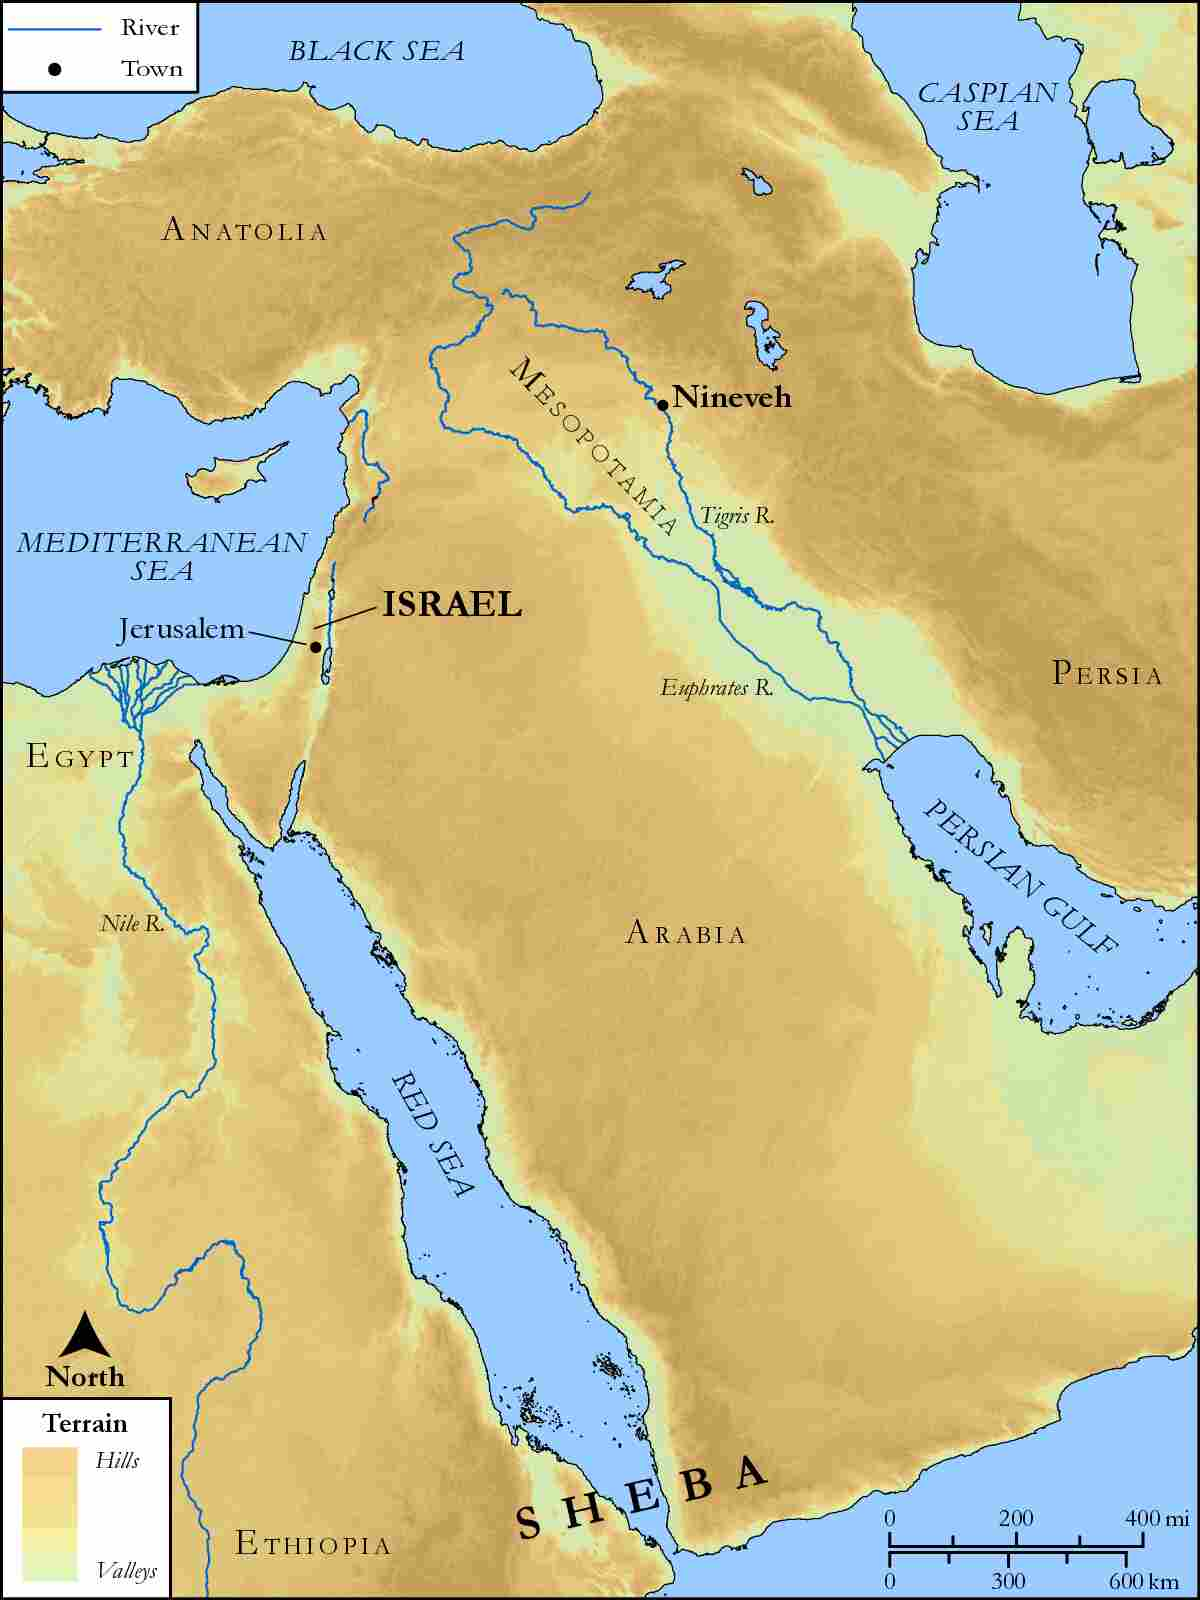 River
Town
BLACK SEA
CASPIAN
SEA
ANATOLIA
MESOPOTAMIA
Nineveh
Tigris R.
MEDITERRANEAN
SEA
ISRAEL
Jerusalem
Euphrates R.
PERSIA
EGYPT
PERSIAN GULF
Nile R.
ARABIA
RED SEA
North
Terrain
Hills
Valleys
SHEBA
ETHIOPIA
0 200 400 mi
0 300 600 km